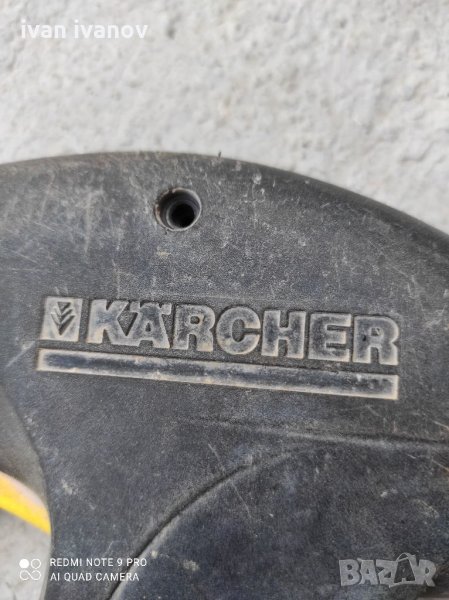 ivan ivanov
KÄRCHER
REDMI NOTE 9 PRO
AI QUAD CAMERA
BAZAR